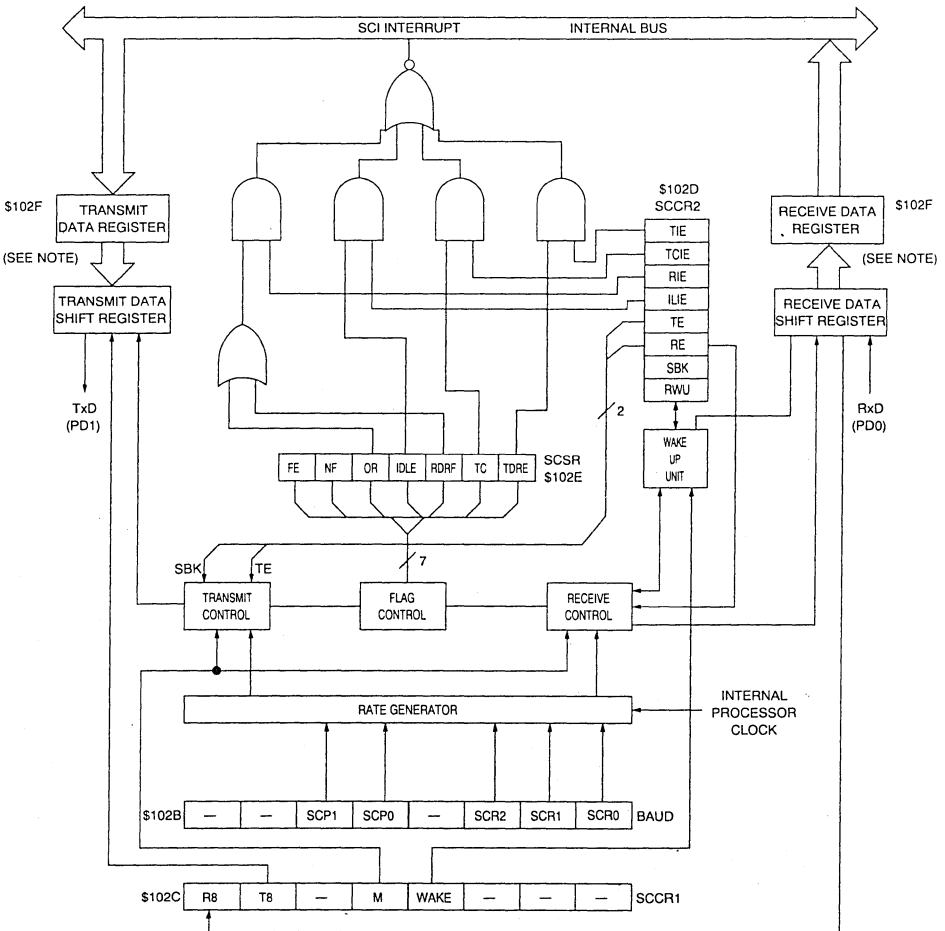 SCI INTERRUPT
INTERNAL BUS
$102F
TRANSMIT
DATA REGISTER
(SEE NOTE)
TRANSMIT DATA
SHIFT REGISTER
TxD
(PD1)
$102D
SCCR2
TIE
TCIE
RIE
ILIE
TE
RE
SBK
RWU
$102F
RECEIVE DATA
REGISTER
(SEE NOTE)
RECEIVE DATA
SHIFT REGISTER
RxD
(PD0)
2
WAKE
UP
UNIT
FE NF OR IDLE RDRF TC TDRE
SCSR
$102E
7
SBK TE
TRANSMIT
CONTROL
FLAG
CONTROL
RECEIVE
CONTROL
RATE GENERATOR
INTERNAL
PROCESSOR
CLOCK
$102B — — SCP1 SCP0 — SCR2 SCR1 SCR0 BAUD
$102C R8 T8 — M WAKE — — — SCCR1